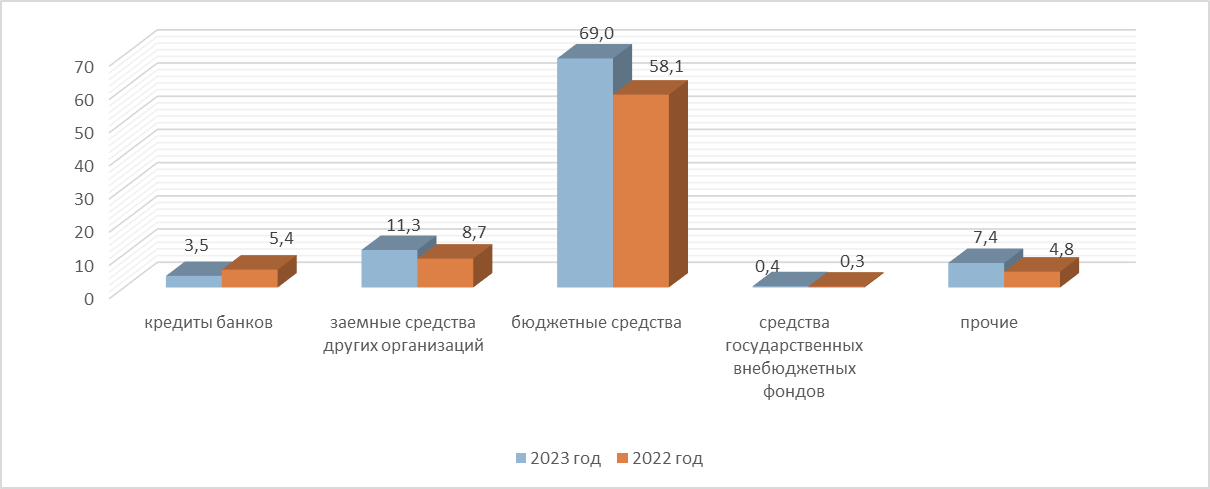 69,0
58,1
11,3
8,7
7,4
4,8
3,5
5,4
0,4
0,3
70
60
50
40
30
20
10
0
кредиты банков
заемные средства
других организаций
бюджетные средства
средства
государственных
внебюджетных
фондов
прочие
2023 год
2022 год